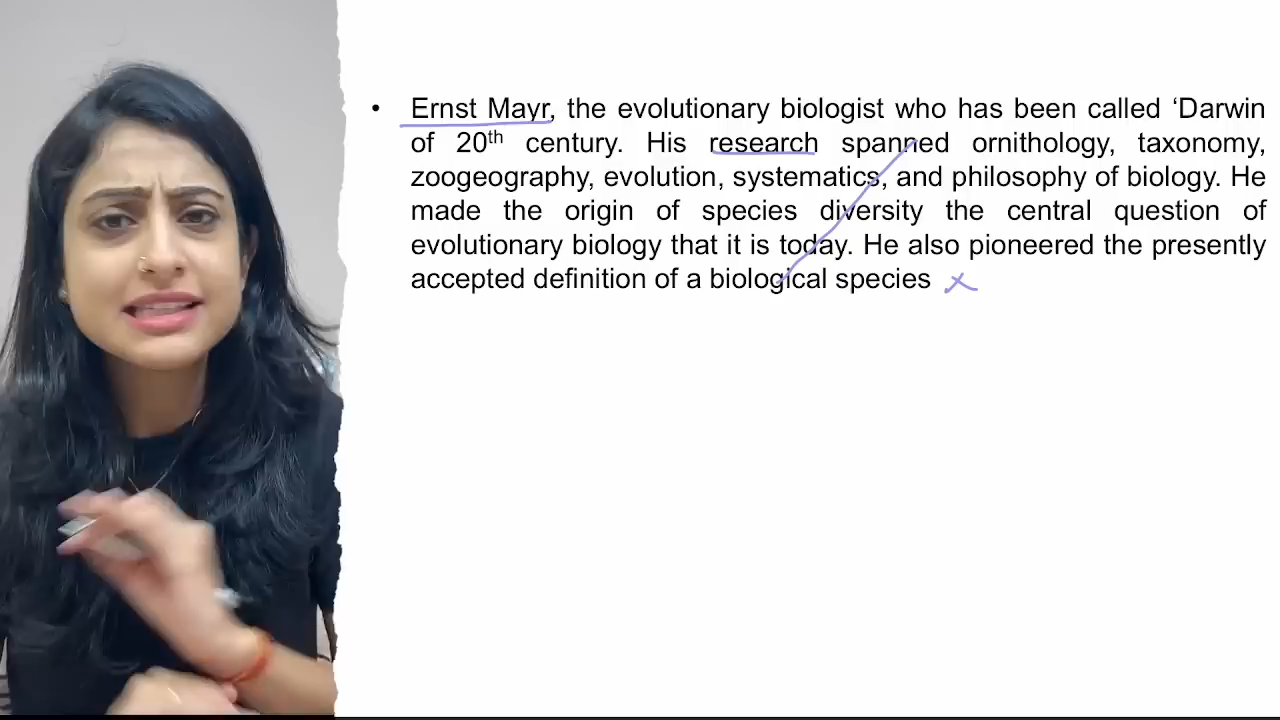 • Ernst Mayr, the evolutionary biologist who has been called ‘Darwin
of 20th century. His research spanned ornithology, taxonomy,
zoogeography, evolution, systematics, and philosophy of biology. He
made the origin of species diversity the central question of
evolutionary biology that it is today. He also pioneered the presently
accepted definition of a biological species